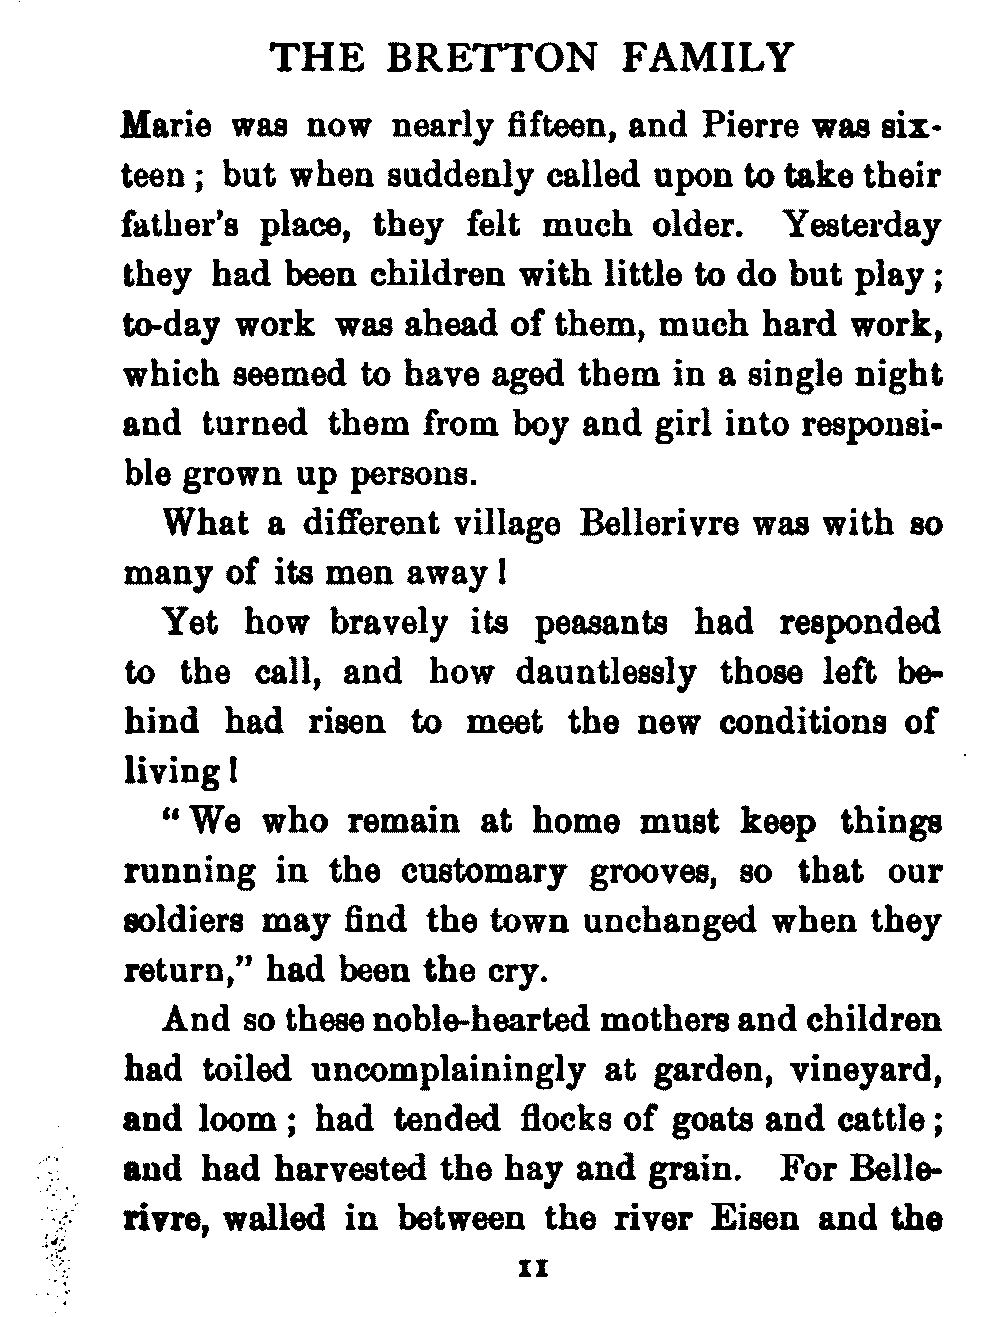 THE BRETTON FAMILY
Marie was now nearly fifteen, and Pierre was six-
teen; but when suddenly called upon to take their
father's place, they felt much older. Yesterday
they had been children with little to do but play;
to-day work was ahead of them, much hard work,
which seemed to have aged them in a single night
and turned them from boy and girl into responsi-
ble grown up persons.
What a different village Bellerivre was with so
many of its men away!
Yet how bravely its peasants had responded
to the call, and how dauntlessly those left be-
hind had risen to meet the new conditions of
living!
"We who remain at home must keep things
running in the customary grooves, so that our
soldiers may find the town unchanged when they
return," had been the cry.
And so these noble-hearted mothers and children
had toiled uncomplainingly at garden, vineyard,
and loom; had tended flocks of goats and cattle;
and had harvested the hay and grain. For Belle-
rivre, walled in between the river Eisen and the
11